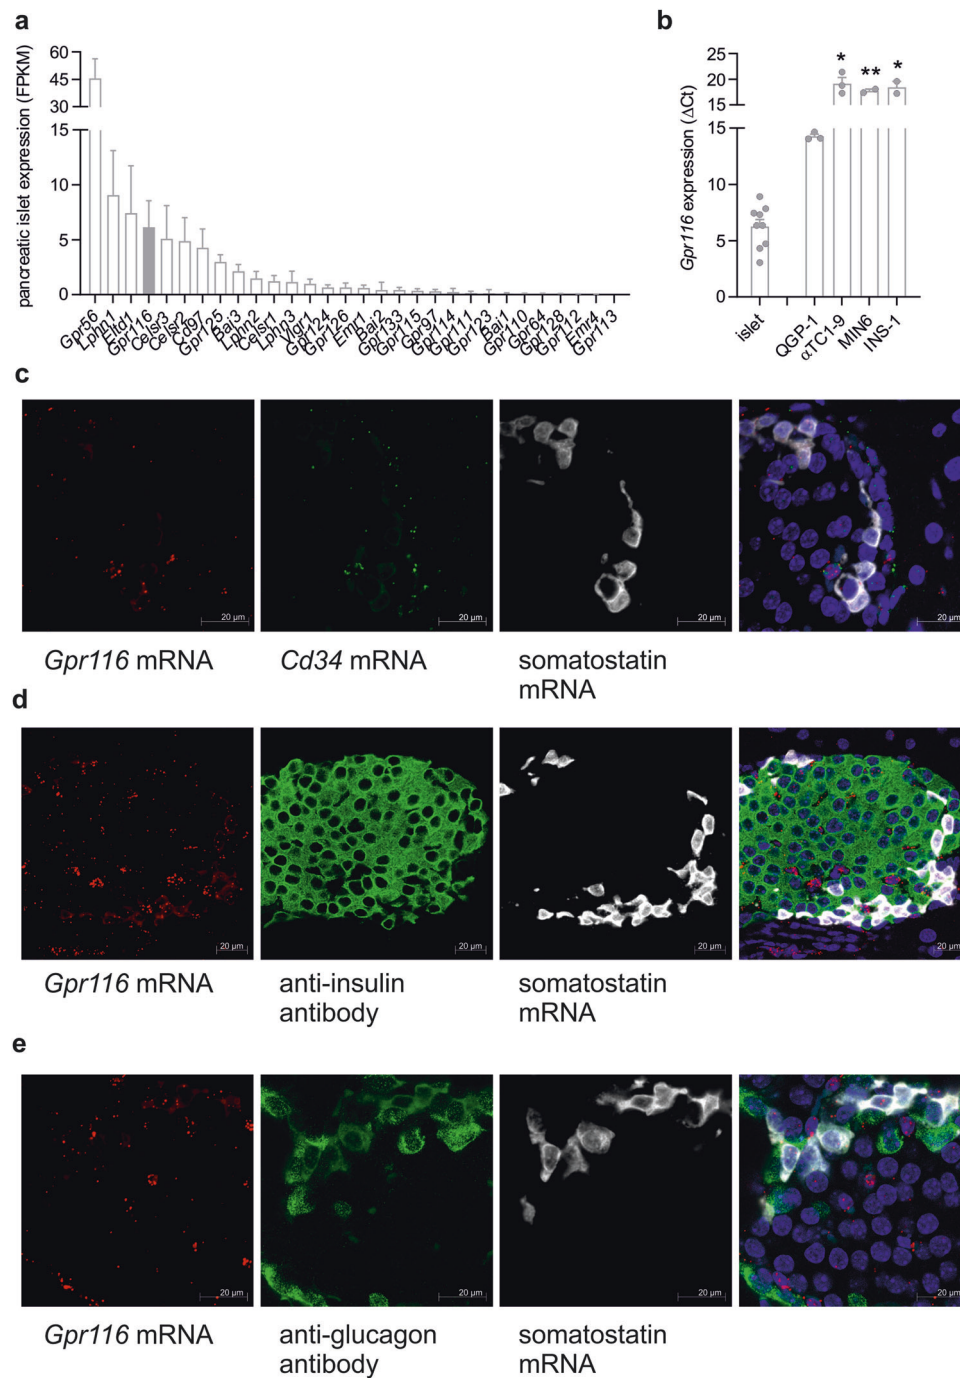 a
pancreatic islet expression (FPKM)
60
45
30
15
10
5
0
Gpr56
Lphn1
Eltd1
Gpr116
Celsr3
Celsr2
Cd97
Gpr125
Bai3
Lphn2
Celsr1
Lphn3
Vlgr1
Gpr124
Gpr126
Emr1
Bai2
Gpr133
Gpr115
Gpr97
Gpr114
Gpr111
Gpr123
Bai1
Gpr110
Gpr64
Gpr128
Gpr112
Emr4
Gpr113
b
Gpr116 expression (ΔCt)
25
20
15
15
10
5
0
*
**
*
islet
QGP-1
αTC1-9
MIN6
INS-1
c
20 µm
20 µm
20 µm
20 µm
Gpr116 mRNA
Cd34 mRNA
somatostatin
mRNA
d
20 µm
20 µm
20 µm
20 µm
Gpr116 mRNA
anti-insulin
antibody
somatostatin
mRNA
e
20 µm
20 µm
20 µm
20 µm
Gpr116 mRNA
anti-glucagon
antibody
somatostatin
mRNA